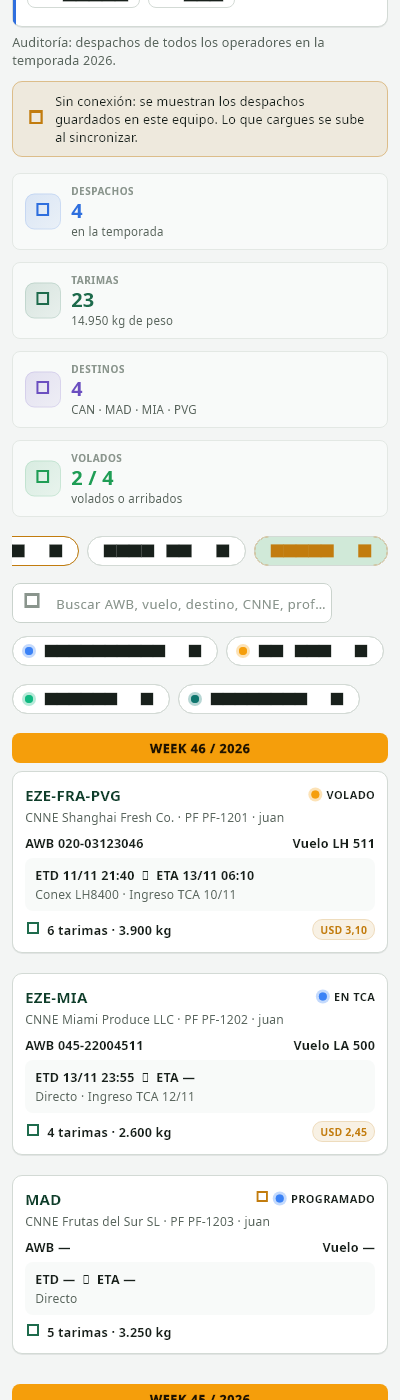 Auditoría: despachos de todos los operadores en la
temporada 2026.
Sin conexión: se muestran los despachos
guardados en este equipo. Lo que cargues se sube
al sincronizar.
DESPACHOS
4
en la temporada
TARIMAS
23
14.950 kg de peso
DESTINOS
4
CAN · MAD · MIA · PVG
VOLADOS
2 / 4
volados o arribados
Buscar AWB, vuelo, destino, CNNE, prof…
WEEK 46 / 2026
EZE-FRA-PVG VOLADO
CNNE Shanghai Fresh Co. · PF PF-1201 · juan
AWB 020-03123046 Vuelo LH 511
ETD 11/11 21:40 ETA 13/11 06:10
Conex LH8400 · Ingreso TCA 10/11
6 tarimas · 3.900 kg USD 3,10
EZE-MIA EN TCA
CNNE Miami Produce LLC · PF PF-1202 · juan
AWB 045-22004511 Vuelo LA 500
ETD 13/11 23:55 ETA —
Directo · Ingreso TCA 12/11
4 tarimas · 2.600 kg USD 2,45
MAD PROGRAMADO
CNNE Frutas del Sur SL · PF PF-1203 · juan
AWB — Vuelo —
ETD — ETA —
Directo
5 tarimas · 3.250 kg
WEEK 45 / 2026